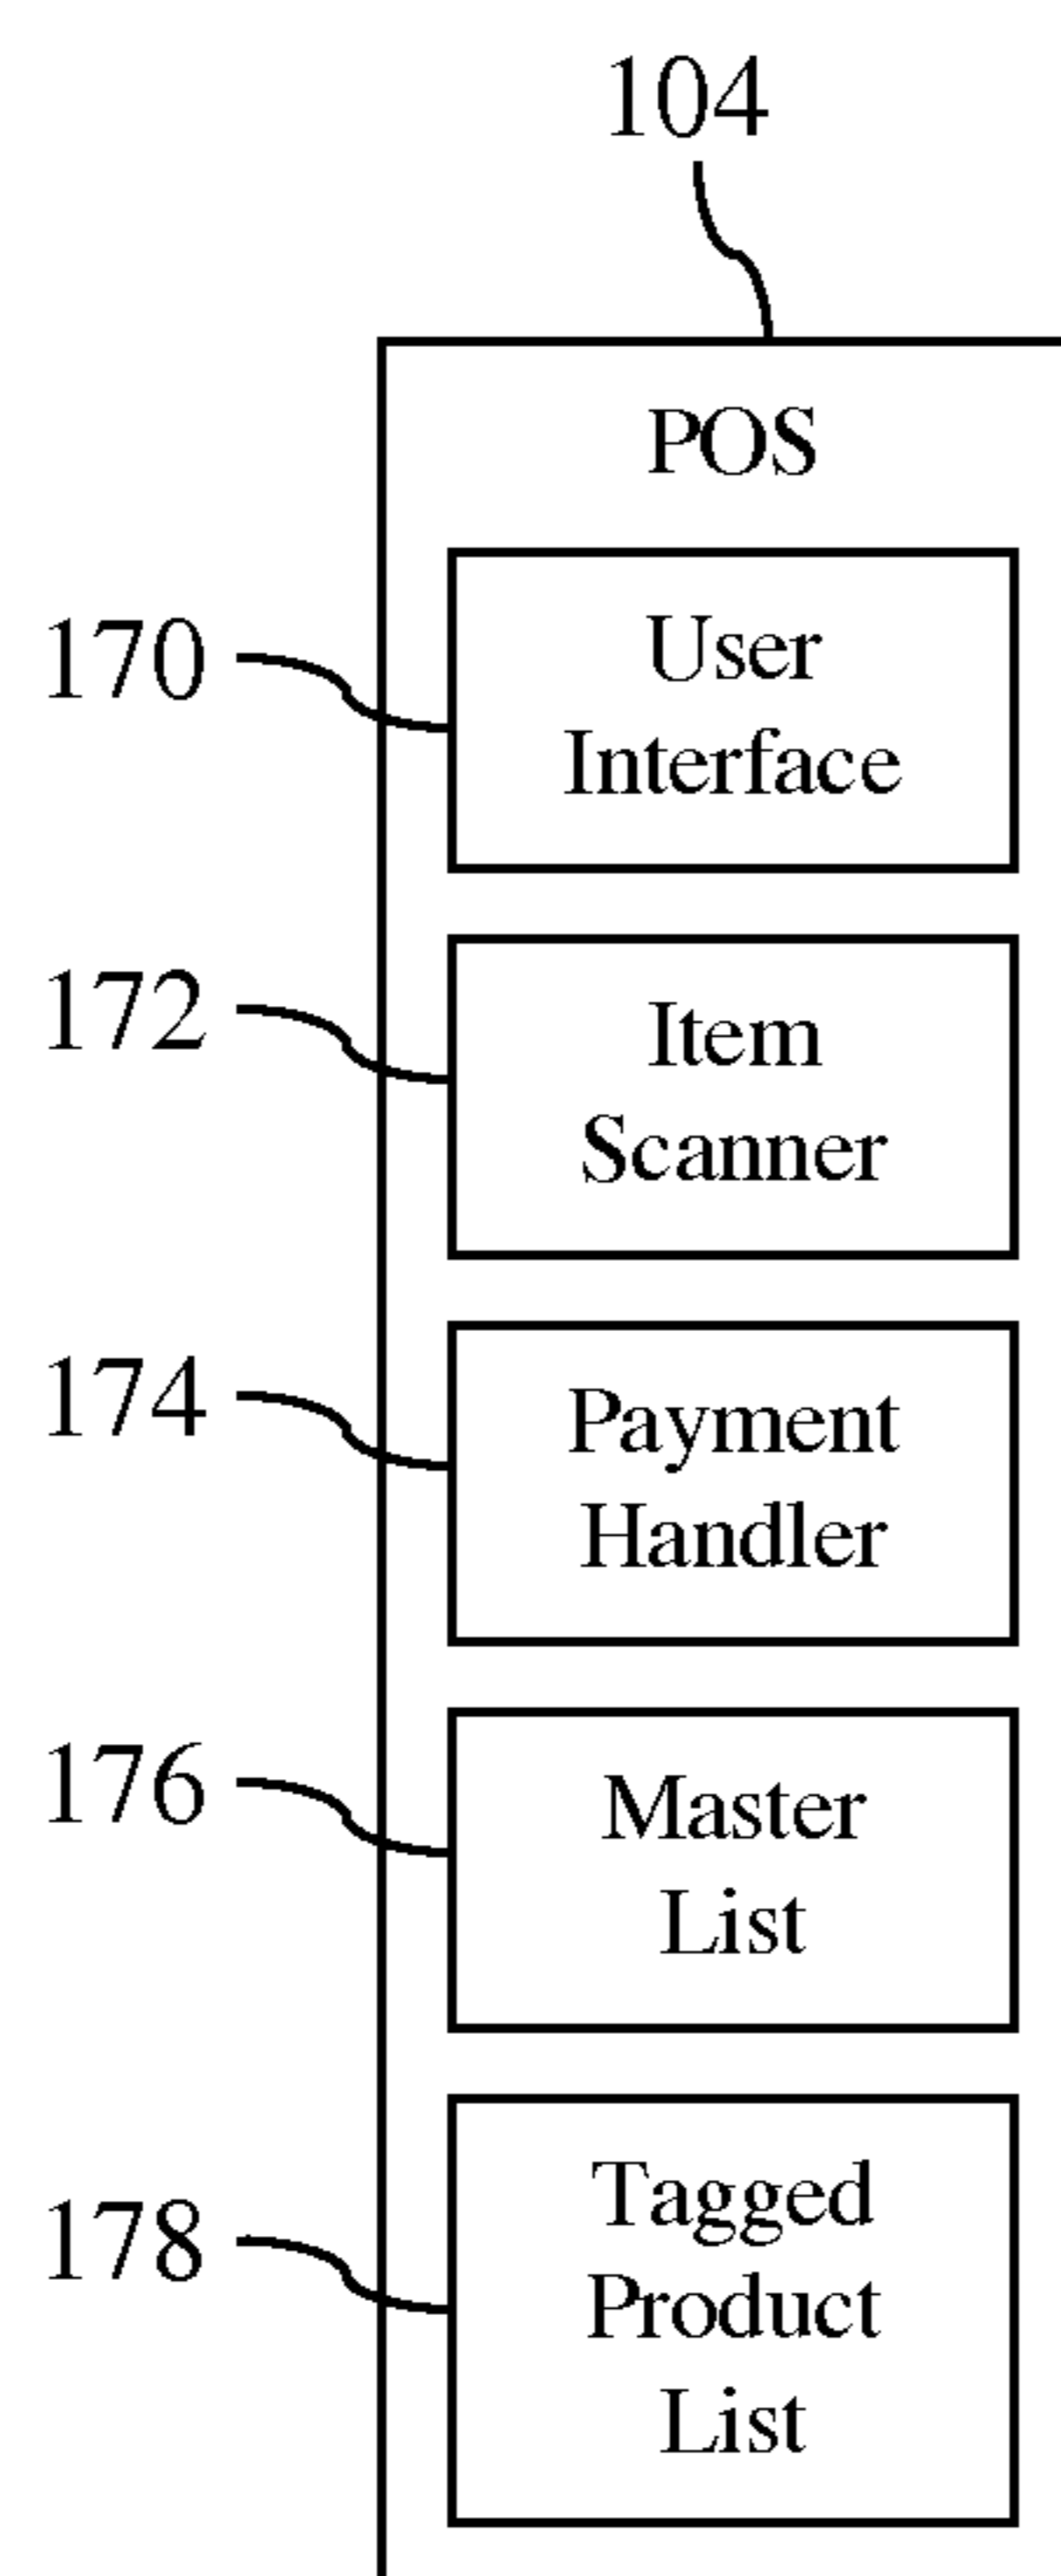 104
POS
170
User
Interface
172
Item
Scanner
174
Payment
Handler
176
Master
List
178
Tagged
Product
List